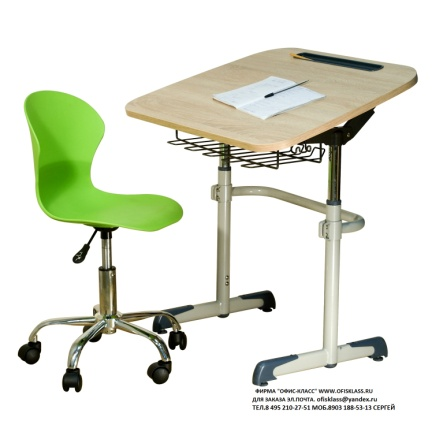 ФИРМА "ОФИС-КЛАСС" WWW.OFISKLASS.RU
ДЛЯ ЗАКАЗА ЭЛ.ПОЧТА. ofisklass@yandex.ru
ТЕЛ.8 495 210-27-51 МОБ.8903 188-53-13 СЕРГЕЙ